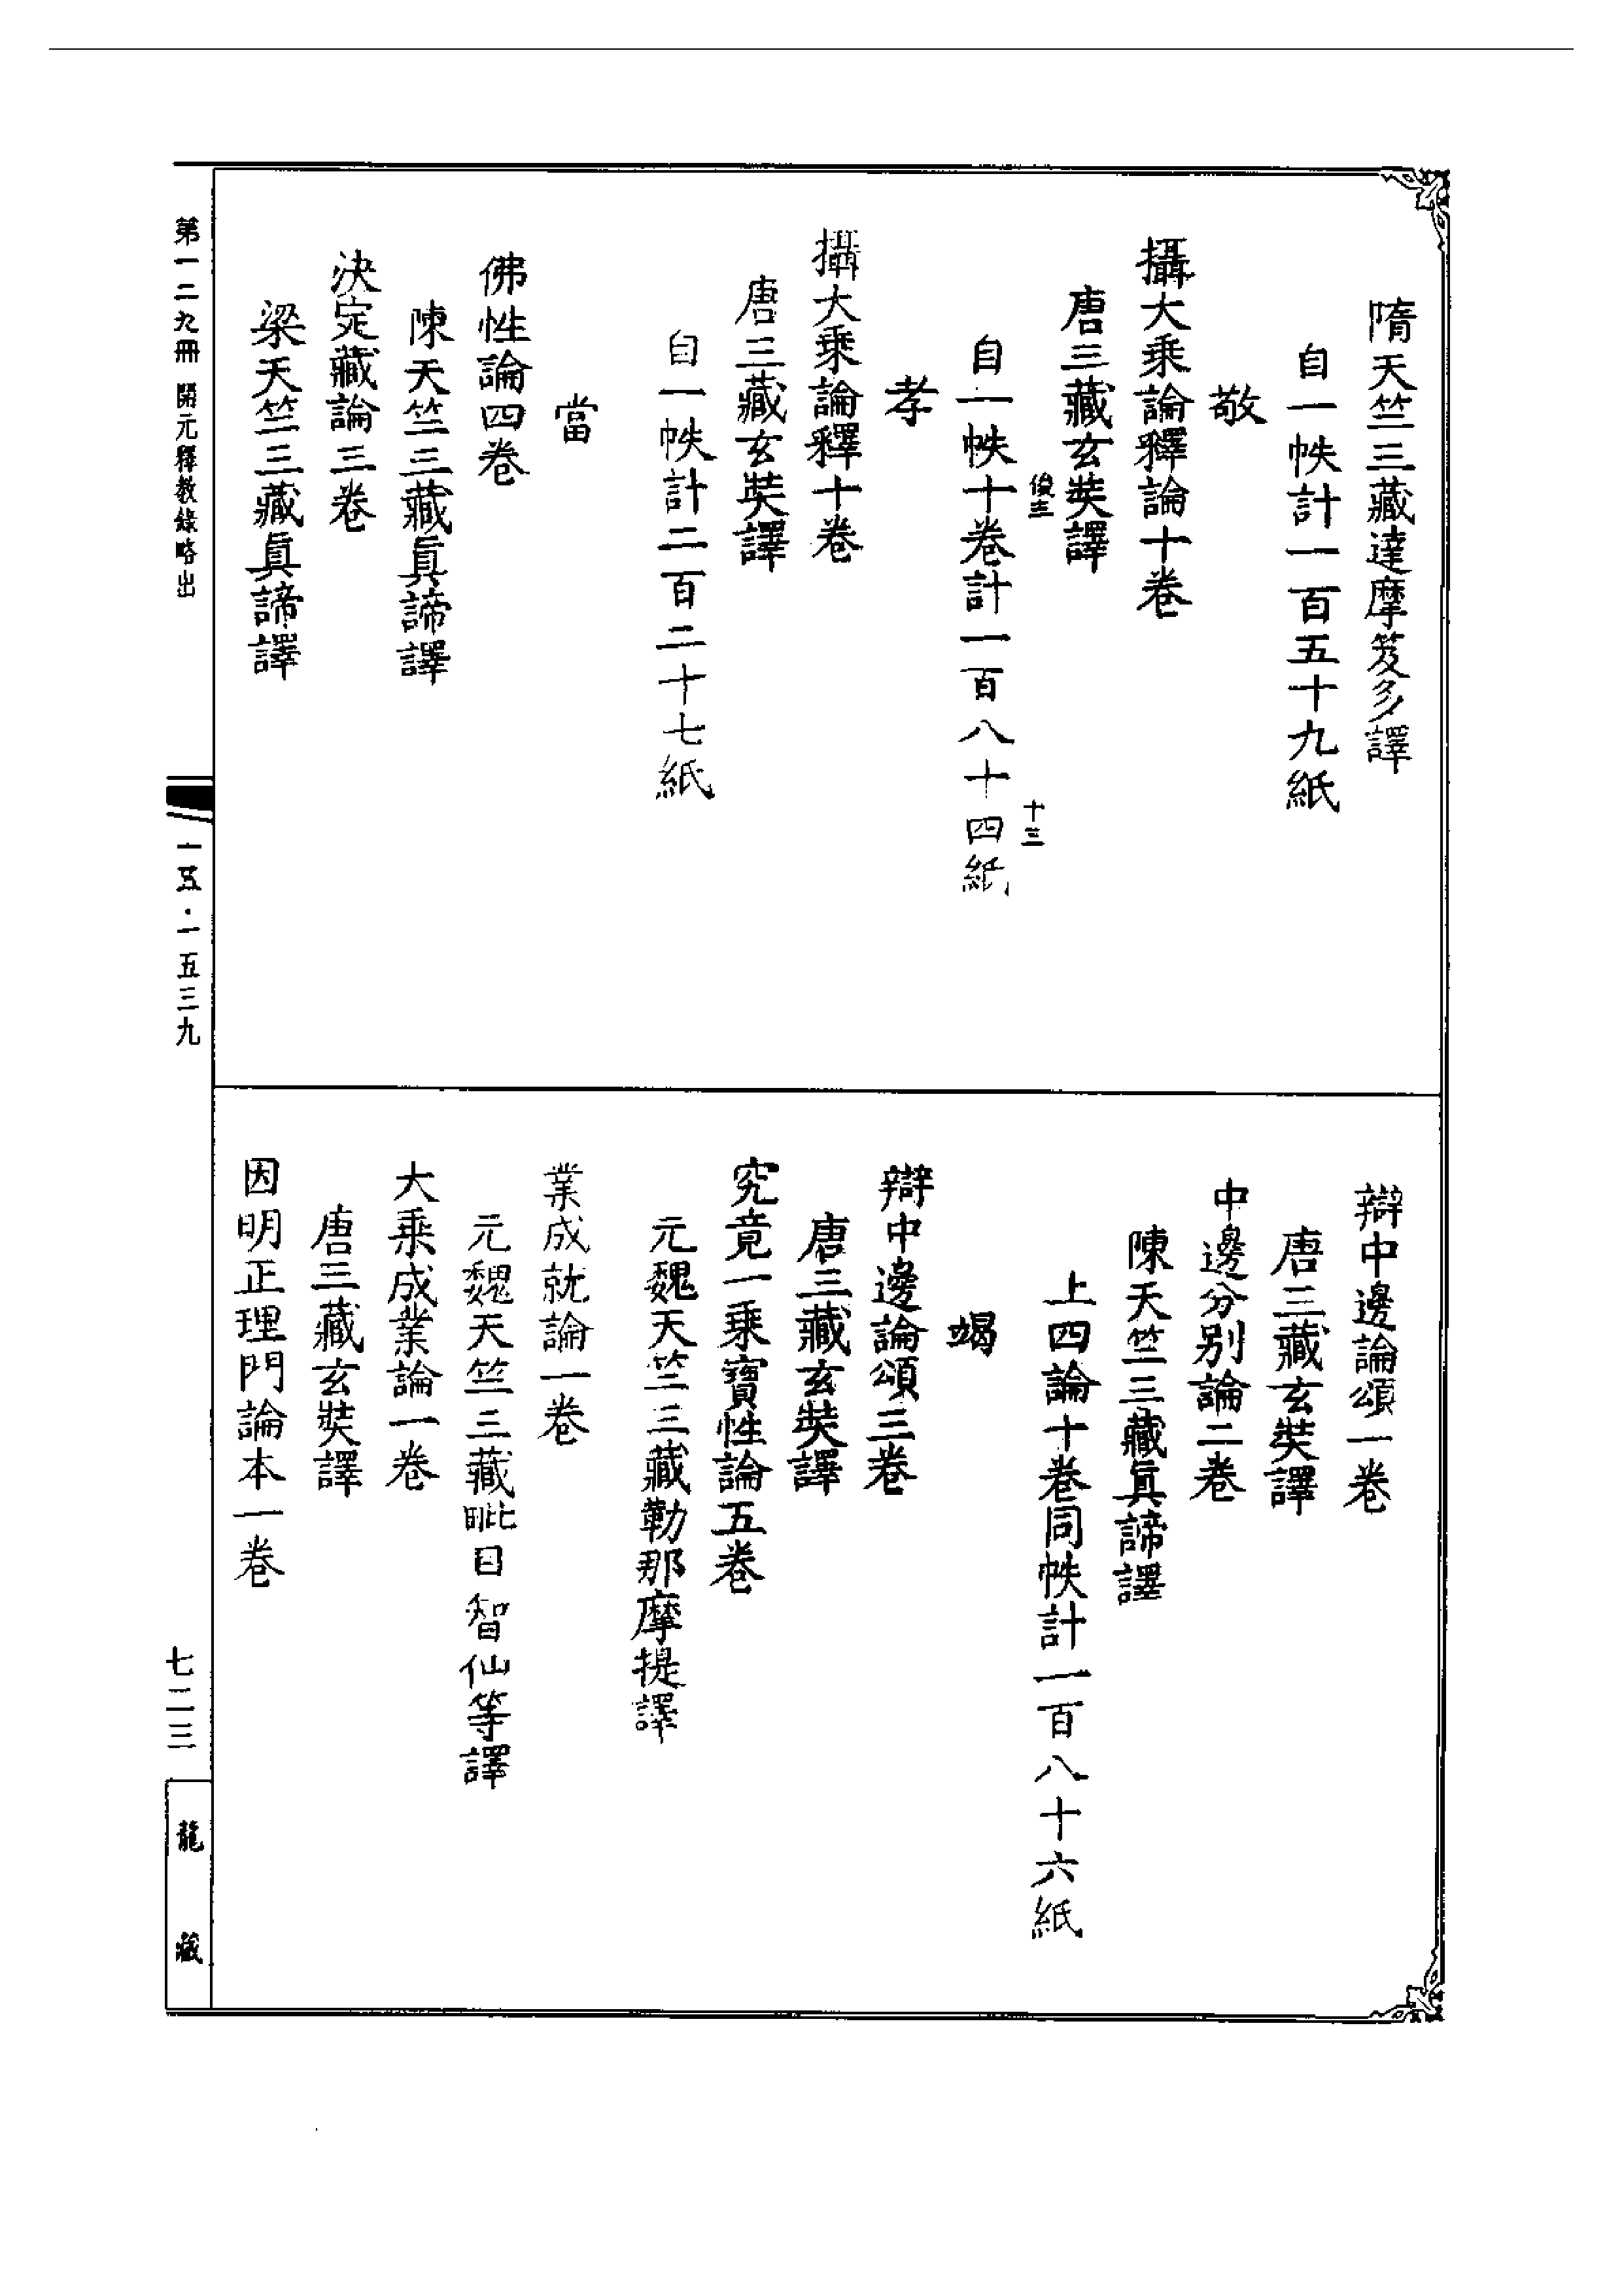 隋天竺三藏達摩笈多譯
自一帙計一百五十九紙
敬
攝大乘論釋論十卷
唐三藏玄奘譯
俊士 十三
自一帙十卷計一百八十四紙
孝
攝大乘論釋十卷
唐三藏玄奘譯
自一帙計二百二十七紙
當
佛性論四卷
陳天竺三藏眞諦譯
決定藏論三卷
梁天竺三藏眞諦譯
辯中邊論頌一卷
唐三藏玄奘譯
中邊分别論二卷
陳天竺三藏眞諦譯
上四論十卷同帙計一百八十六紙
竭
辯中邊論頌三卷
唐三藏玄奘譯
究竟一乘寶性論五卷
元魏天竺三藏勒那摩提譯
業成就論一卷
元魏天竺三藏毗目智仙等譯
大乘成業論一卷
唐三藏玄奘譯
因明正理門論本一卷
第一二九冊 開元釋教錄略出
一五·一五三九
七二三
龍藏